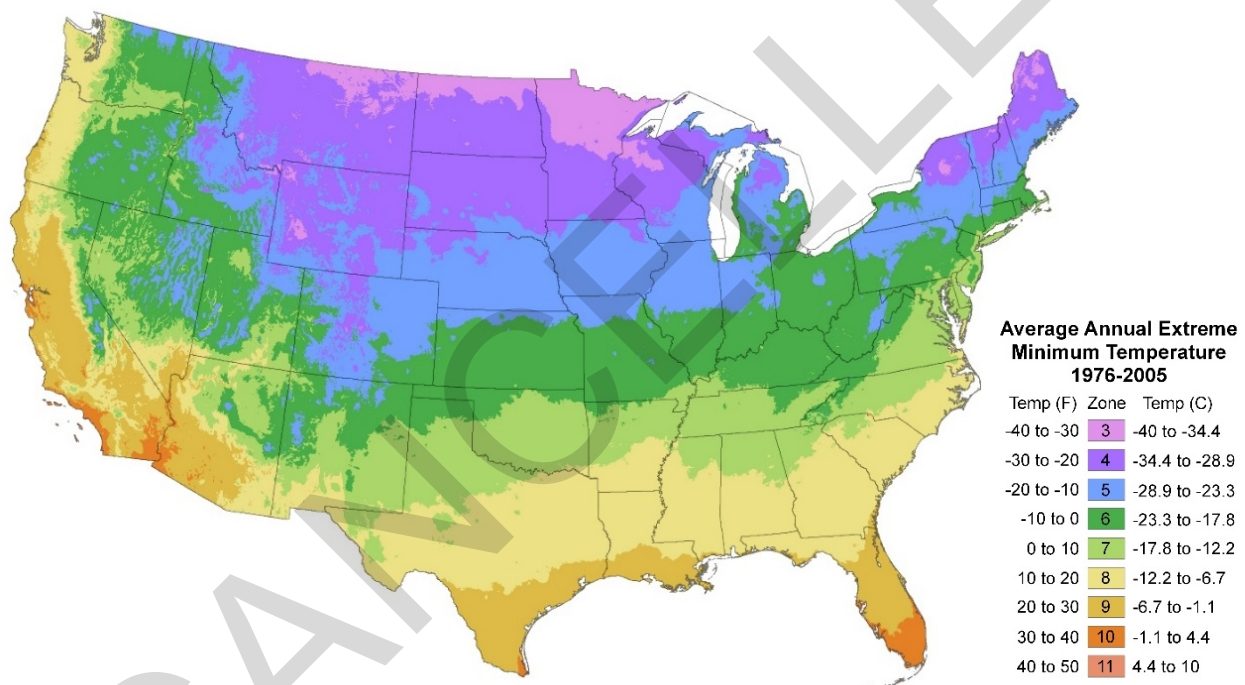 CANCELLED
Average Annual Extreme
Minimum Temperature
1976-2005
Temp (F) Zone Temp (C)
-40 to -30 3 -40 to -34.4
-30 to -20 4 -34.4 to -28.9
-20 to -10 5 -28.9 to -23.3
-10 to 0 6 -23.3 to -17.8
0 to 10 7 -17.8 to -12.2
10 to 20 8 -12.2 to -6.7
20 to 30 9 -6.7 to -1.1
30 to 40 10 -1.1 to 4.4
40 to 50 11 4.4 to 10